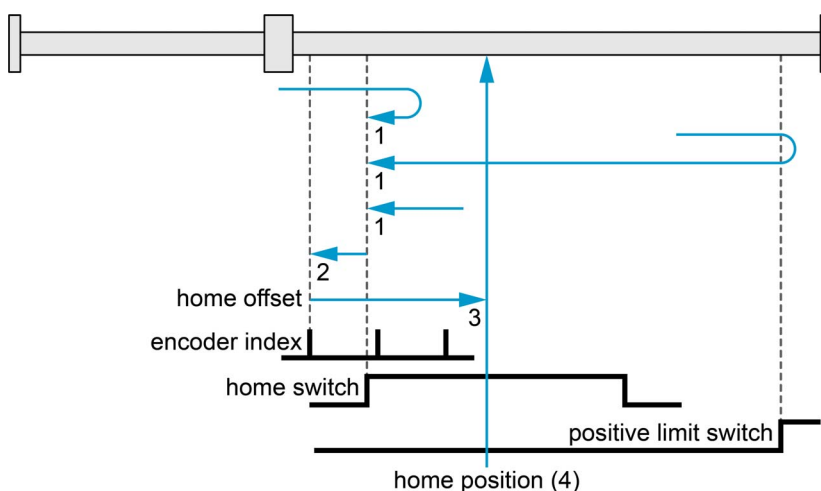 1
1
1
2
home offset
3
encoder index
home switch
positive limit switch
home position (4)